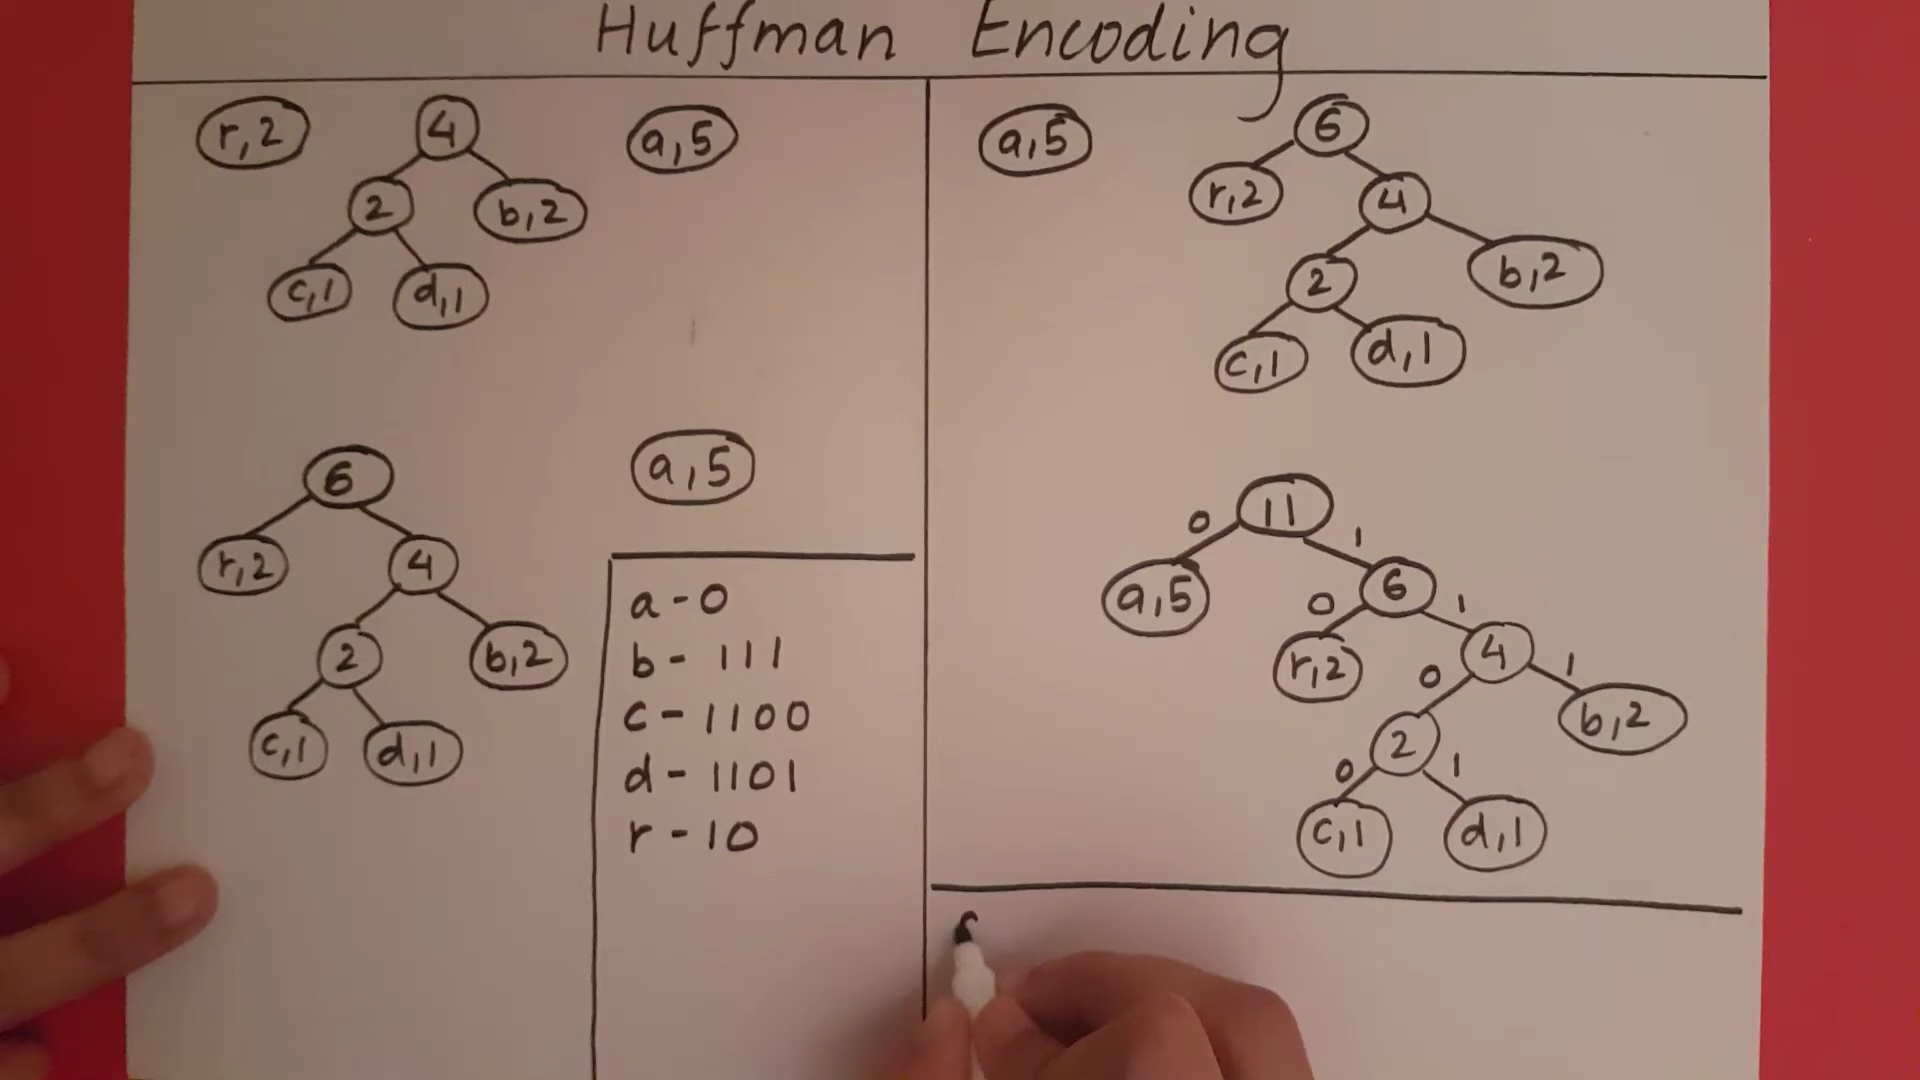 Huffman Encoding
r,2
4
a,5
2
b,2
c,1
d,1
6
a,5
r,2
4
2
b,2
c,1
d,1
a - 0
b - 111
c - 1100
d - 1101
r - 10
a,5
6
r,2
4
2
b,2
c,1
d,1
0
11
1
a,5
0
6
1
r,2
0
4
1
2
b,2
0
1
c,1
d,1